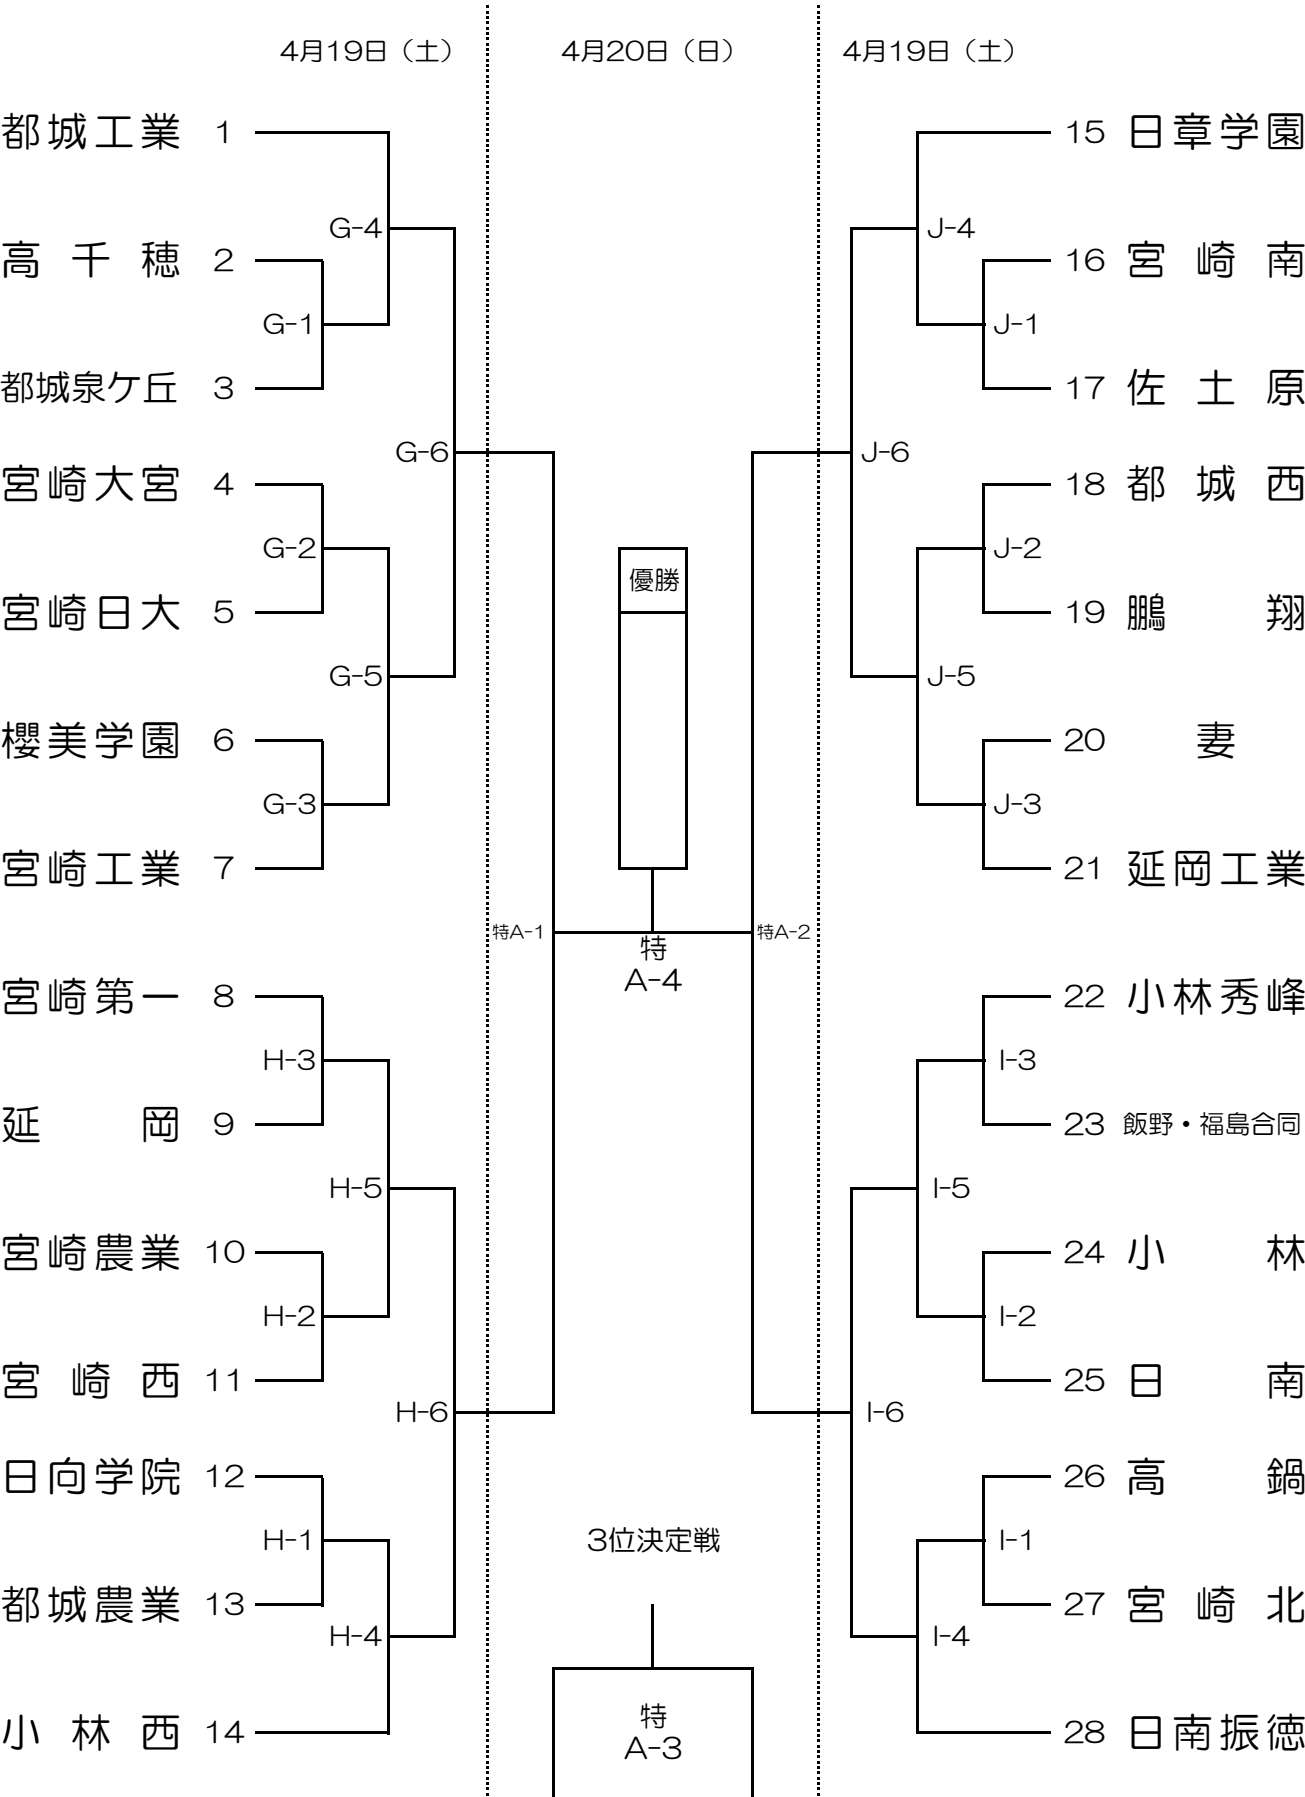 4月19日（土）
4月20日（日）
4月19日（土）
都城工業 1
G-4
高千穂 2
G-1
都城泉ケ丘 3
G-6
宮崎大宮 4
G-2
宮崎日大 5
G-5
櫻美学園 6
G-3
宮崎工業 7
宮崎第一 8
H-3
延岡 9
H-5
宮崎農業 10
H-2
宮崎西 11
H-6
日向学院 12
H-1
都城農業 13
H-4
小林西 14
優勝
特A-1
特
A-4
特A-2
3位決定戦
特
A-3
15 日章学園
J-4
16 宮崎南
J-1
17 佐土原
J-6
18 都城西
J-2
19 鵬翔
J-5
20 妻
J-3
21 延岡工業
22 小林秀峰
I-3
23 飯野・福島合同
I-5
24 小林
I-2
25 日南
I-6
26 高鍋
I-1
27 宮崎北
I-4
28 日南振徳